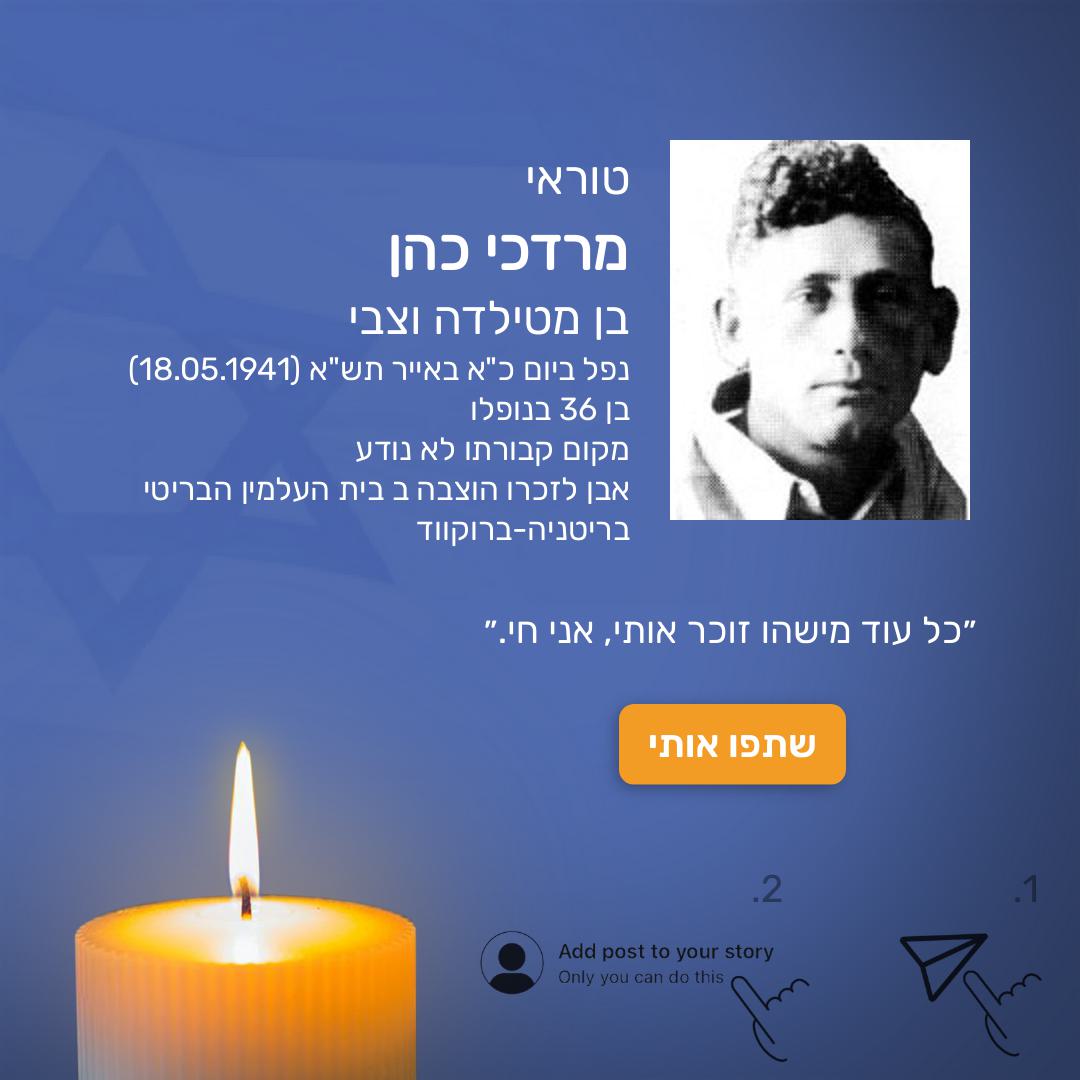 טוראי
מרדכי כהן
בן מטילדה וצבי
נפל ביום כ"א באייר תש"א (18.05.1941)
בן 36 בנופלו
מקום קבורתו לא נודע
אבן לזכרו הוצבה ב בית העלמין הבריטי
בריטניה-ברוקווד
״כל עוד מישהו זוכר אותי, אני חי.״
שתפו אותי
1.
2.
Add post to your story
Only you can do this